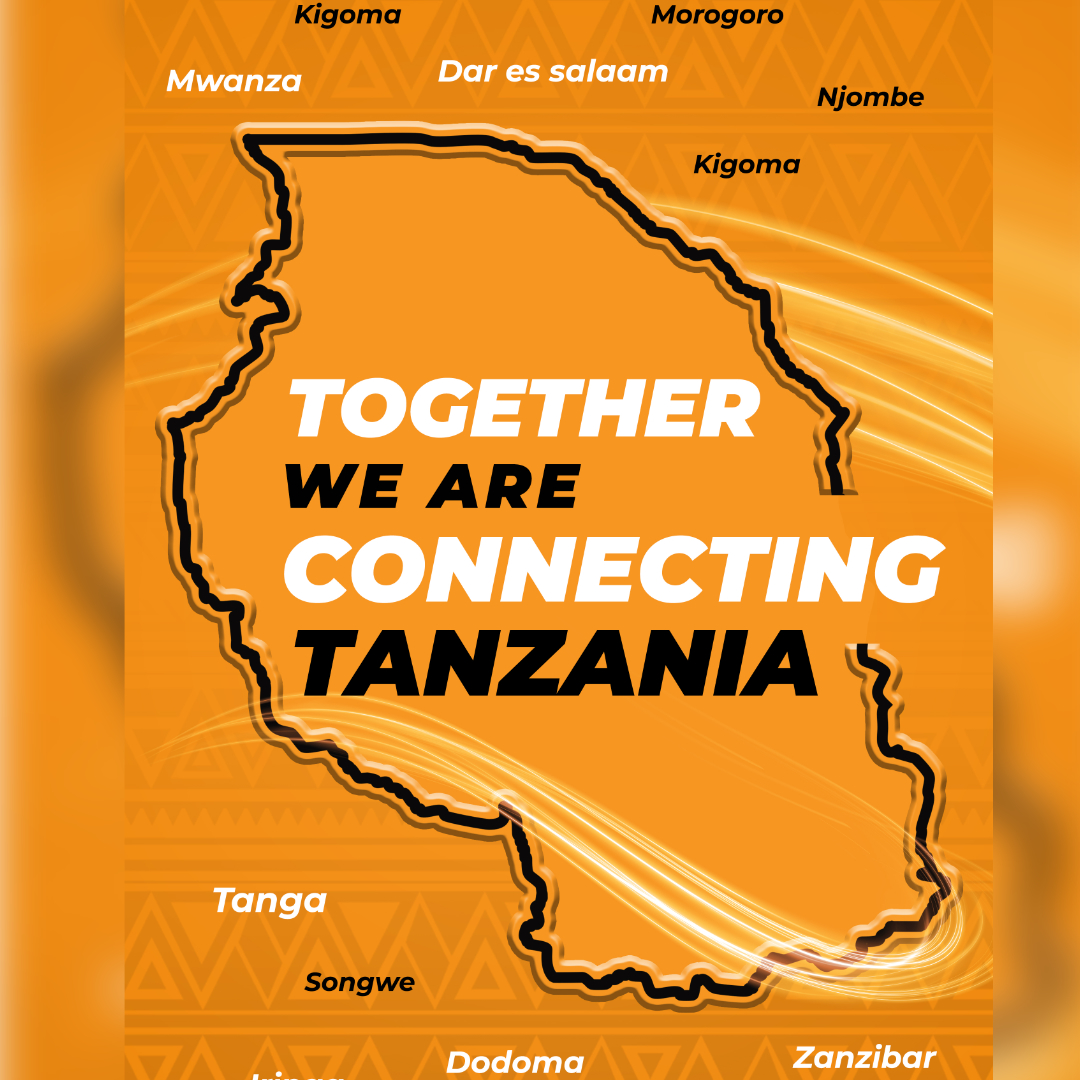 Kigoma
Morogoro
Mwanza
Dar es salaam
Njombe
Kigoma
TOGETHER
WE ARE
CONNECTING
TANZANIA
Tanga
Songwe
Dodoma
Zanzibar